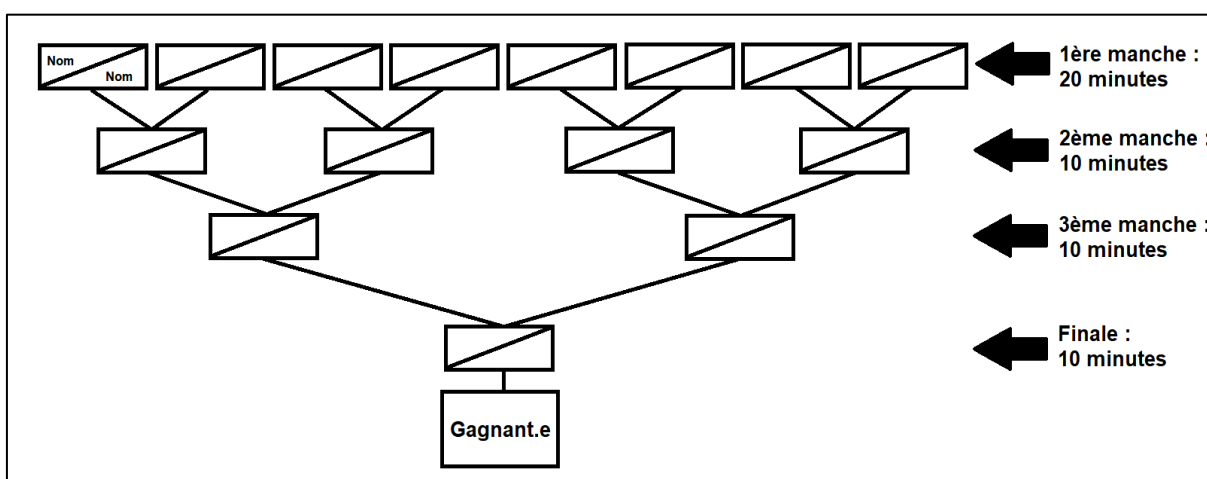 Nom
Nom
1ère manche :
20 minutes
2ème manche :
10 minutes
3ème manche :
10 minutes
Finale :
10 minutes
Gagnant.e